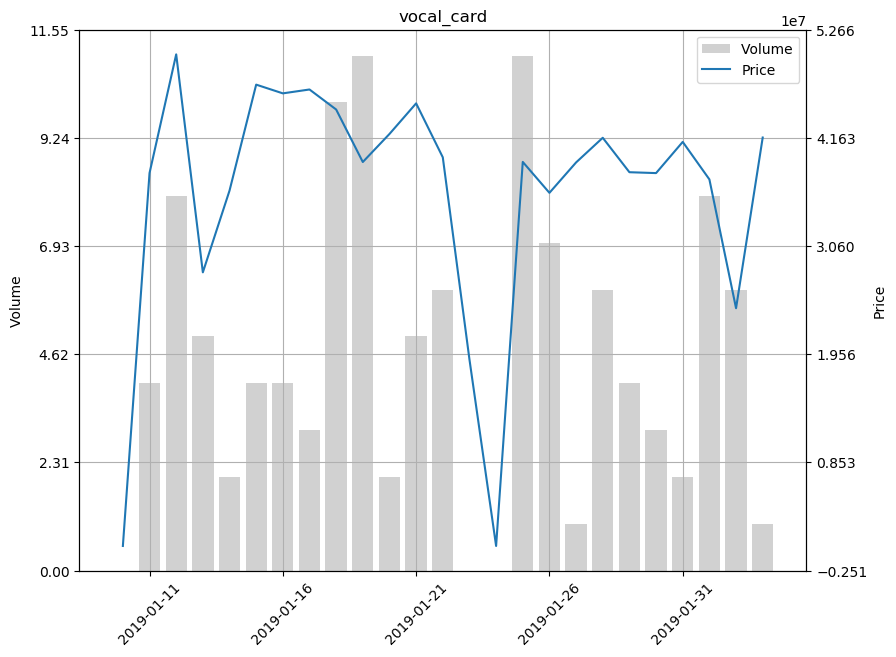 vocal_card
1e7
11.55
9.24
6.93
4.62
2.31
0.00
Volume
5.266
4.163
3.060
1.956
0.853
−0.251
Price
Volume
Price
2019-01-11
2019-01-16
2019-01-21
2019-01-26
2019-01-31